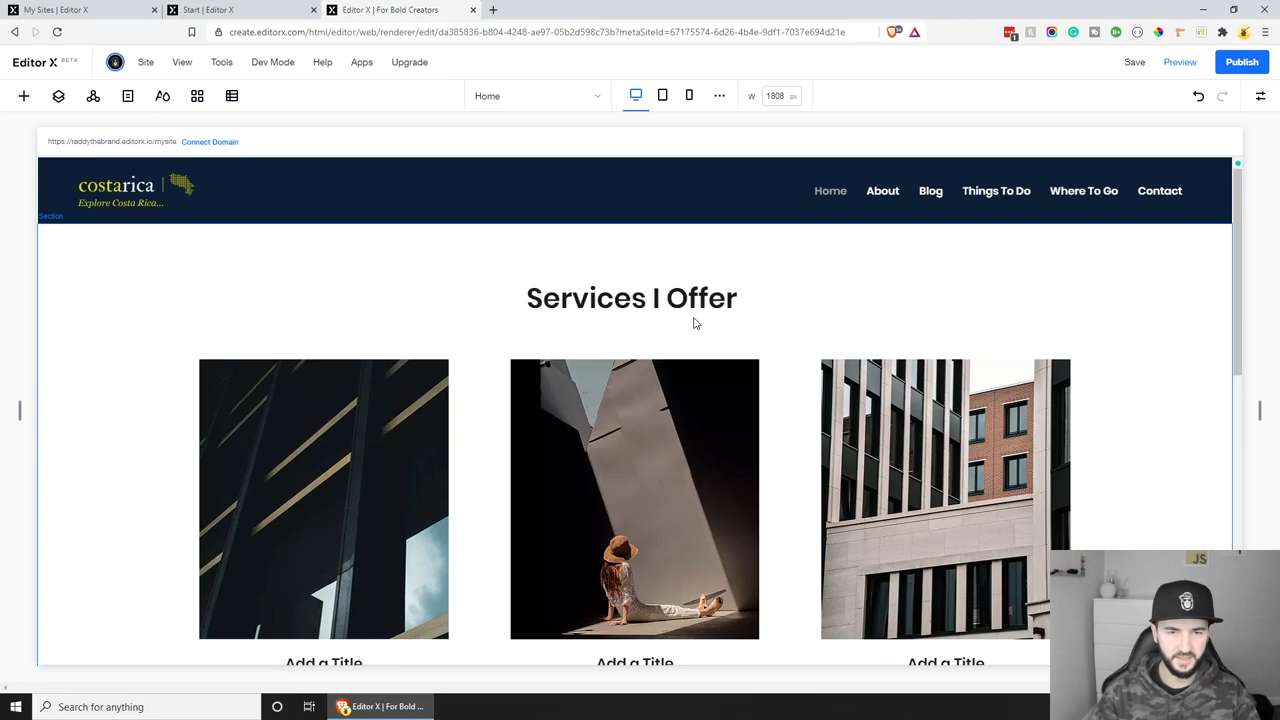 My Sites | Editor X
Start | Editor X
Editor X | For Bold Creators
create.editorx.com/html/editor/web/renderer/edit/da385836-b804-4248-ae97-05b2d598c73b?metaSiteId=67175574-6d26-4b4e-9df1-7037e694d21e
Editor X BETA
Site
View
Tools
Dev Mode
Help
Apps
Upgrade
Save
Preview
Publish
Home
W
1808 px
https://raddythebrand.editorx.io/mysite Connect Domain
costarica
Explore Costa Rica...
Home
About
Blog
Things To Do
Where To Go
Contact
Section
Services I Offer
Add a Title
Add a Title
Add a Title
JS
Search for anything
Editor X | For Bold ...